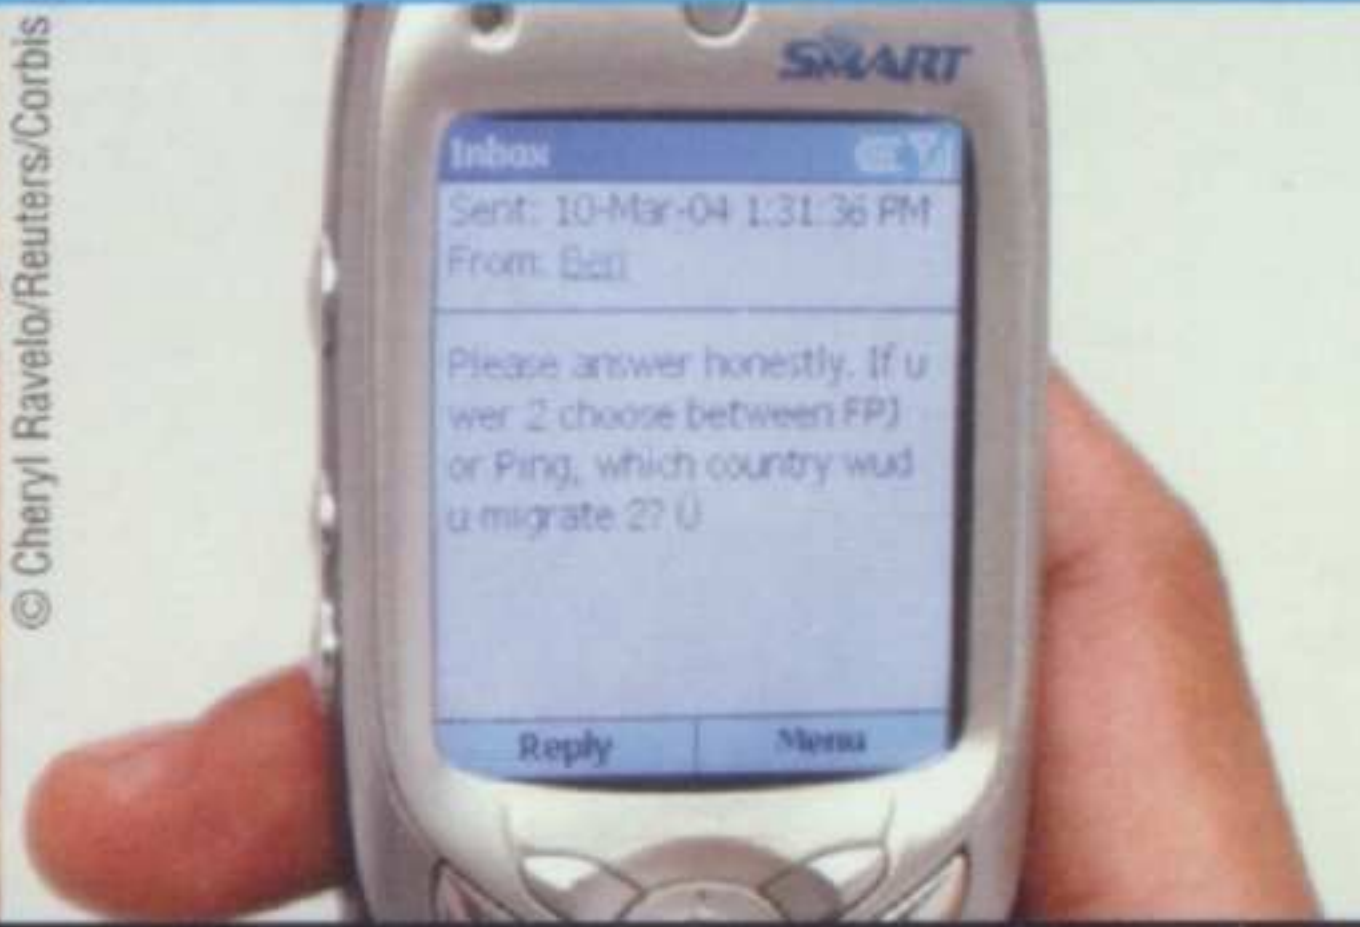 © Cheryl Ravelo/Reuters/Corbis
SMART
Inbox
Sent: 10-Mar-04 1:31:36 PM
From: Ben
Please answer honestly. If u
wer 2 choose between FPJ
or Ping, which country wud
u migrate 2? Ü
Reply Menu